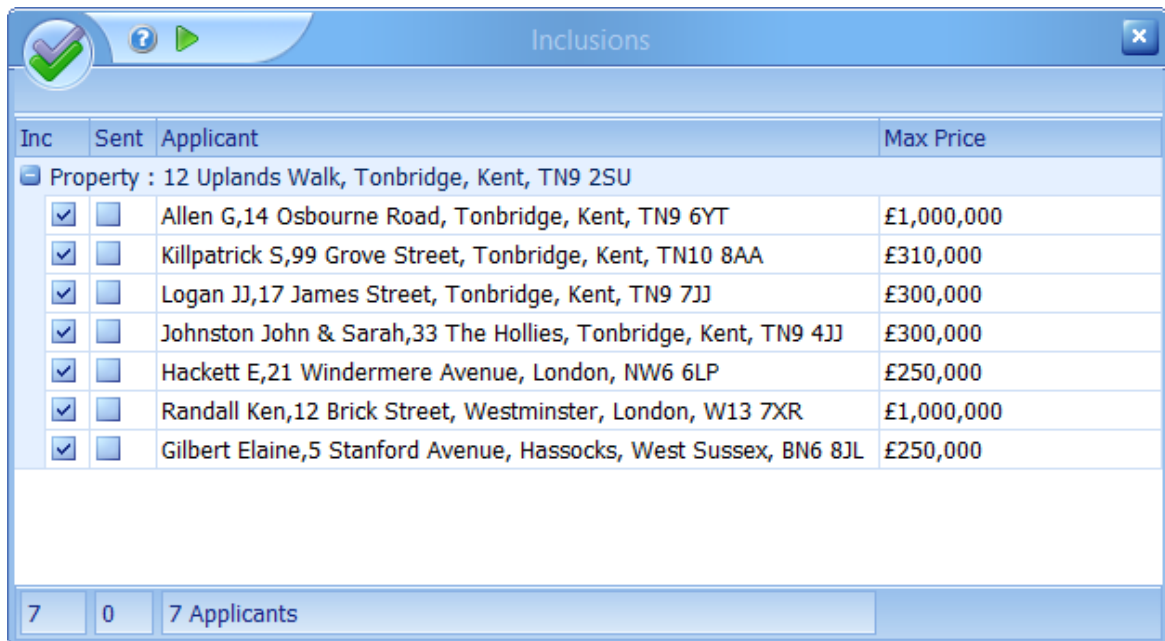 Inclusions
Inc Sent Applicant Max Price
Property : 12 Uplands Walk, Tonbridge, Kent, TN9 2SU
Allen G,14 Osbourne Road, Tonbridge, Kent, TN9 6YT £1,000,000
Killpatrick S,99 Grove Street, Tonbridge, Kent, TN10 8AA £310,000
Logan JJ,17 James Street, Tonbridge, Kent, TN9 7JJ £300,000
Johnston John & Sarah,33 The Hollies, Tonbridge, Kent, TN9 4JJ £300,000
Hackett E,21 Windermere Avenue, London, NW6 6LP £250,000
Randall Ken,12 Brick Street, Westminster, London, W13 7XR £1,000,000
Gilbert Elaine,5 Stanford Avenue, Hassocks, West Sussex, BN6 8JL £250,000
7 0 7 Applicants